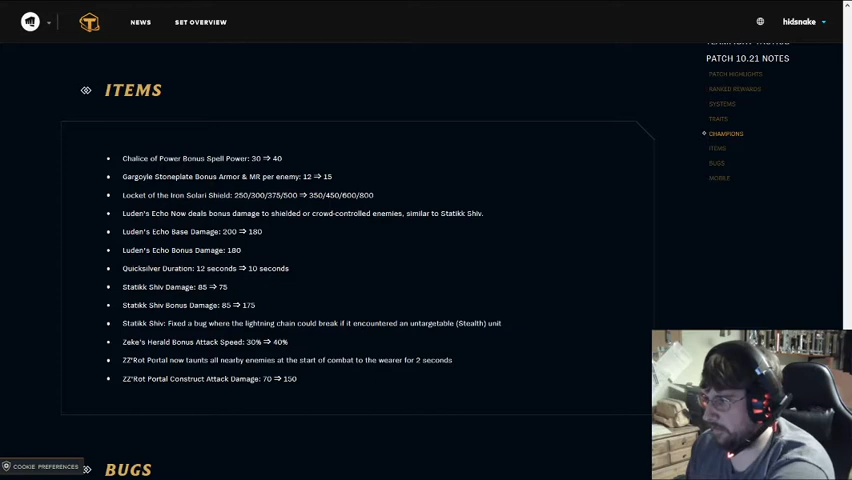 NEWS
SET OVERVIEW
hidsnake
PATCH 10.21 NOTES
PATCH HIGHLIGHTS
RANKED REWARDS
SYSTEMS
TRAITS
CHAMPIONS
ITEMS
BUGS
MOBILE
ITEMS
Chalice of Power Bonus Spell Power: 30 ⇒ 40
Gargoyle Stoneplate Bonus Armor & MR per enemy: 12 ⇒ 15
Locket of the Iron Solari Shield: 250/300/375/500 ⇒ 350/450/600/800
Luden's Echo Now deals bonus damage to shielded or crowd-controlled enemies, similar to Statikk Shiv.
Luden's Echo Base Damage: 200 ⇒ 180
Luden's Echo Bonus Damage: 180
Quicksilver Duration: 12 seconds ⇒ 10 seconds
Statikk Shiv Damage: 85 ⇒ 75
Statikk Shiv Bonus Damage: 85 ⇒ 175
Statikk Shiv: Fixed a bug where the lightning chain could break if it encountered an untargetable (Stealth) unit
Zeke's Herald Bonus Attack Speed: 30% ⇒ 40%
ZZ'Rot Portal now taunts all nearby enemies at the start of combat to the wearer for 2 seconds
ZZ'Rot Portal Construct Attack Damage: 70 ⇒ 150
COOKIE PREFERENCES
BUGS